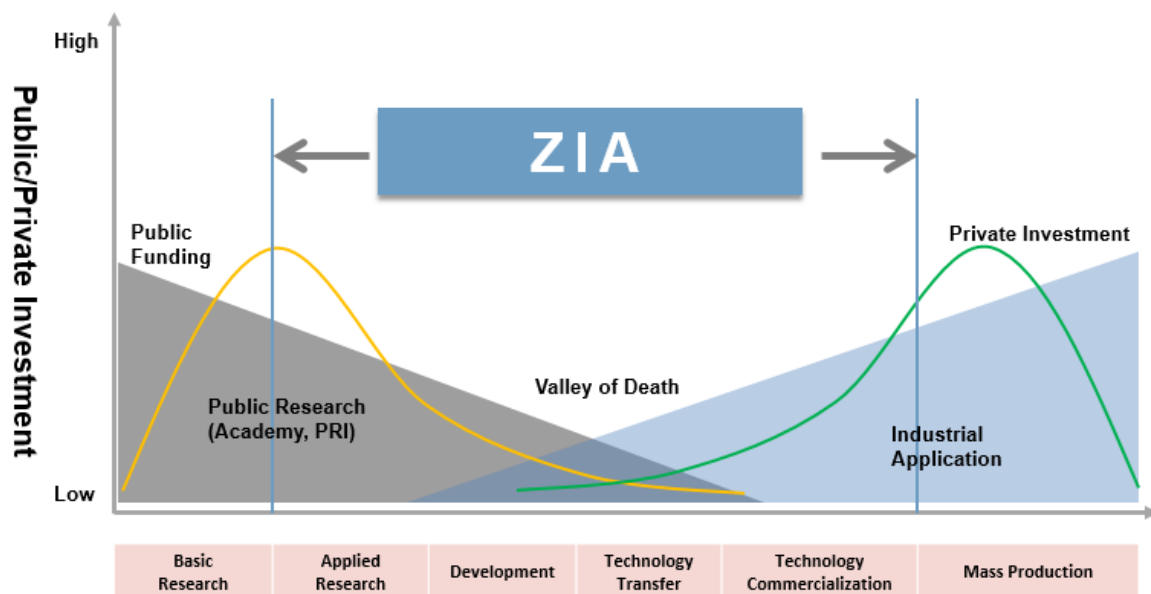 High
Public/Private Investment
ZIA
Public
Funding
Private Investment
Valley of Death
Public Research
(Academy, PRI)
Industrial
Application
Low
Basic
Research
Applied
Research
Development
Technology
Transfer
Technology
Commercialization
Mass Production